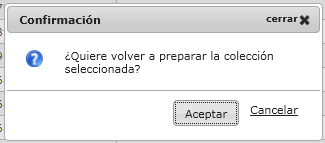 Confirmación cerrar
¿Quiere volver a preparar la colección
seleccionada?
Aceptar Cancelar